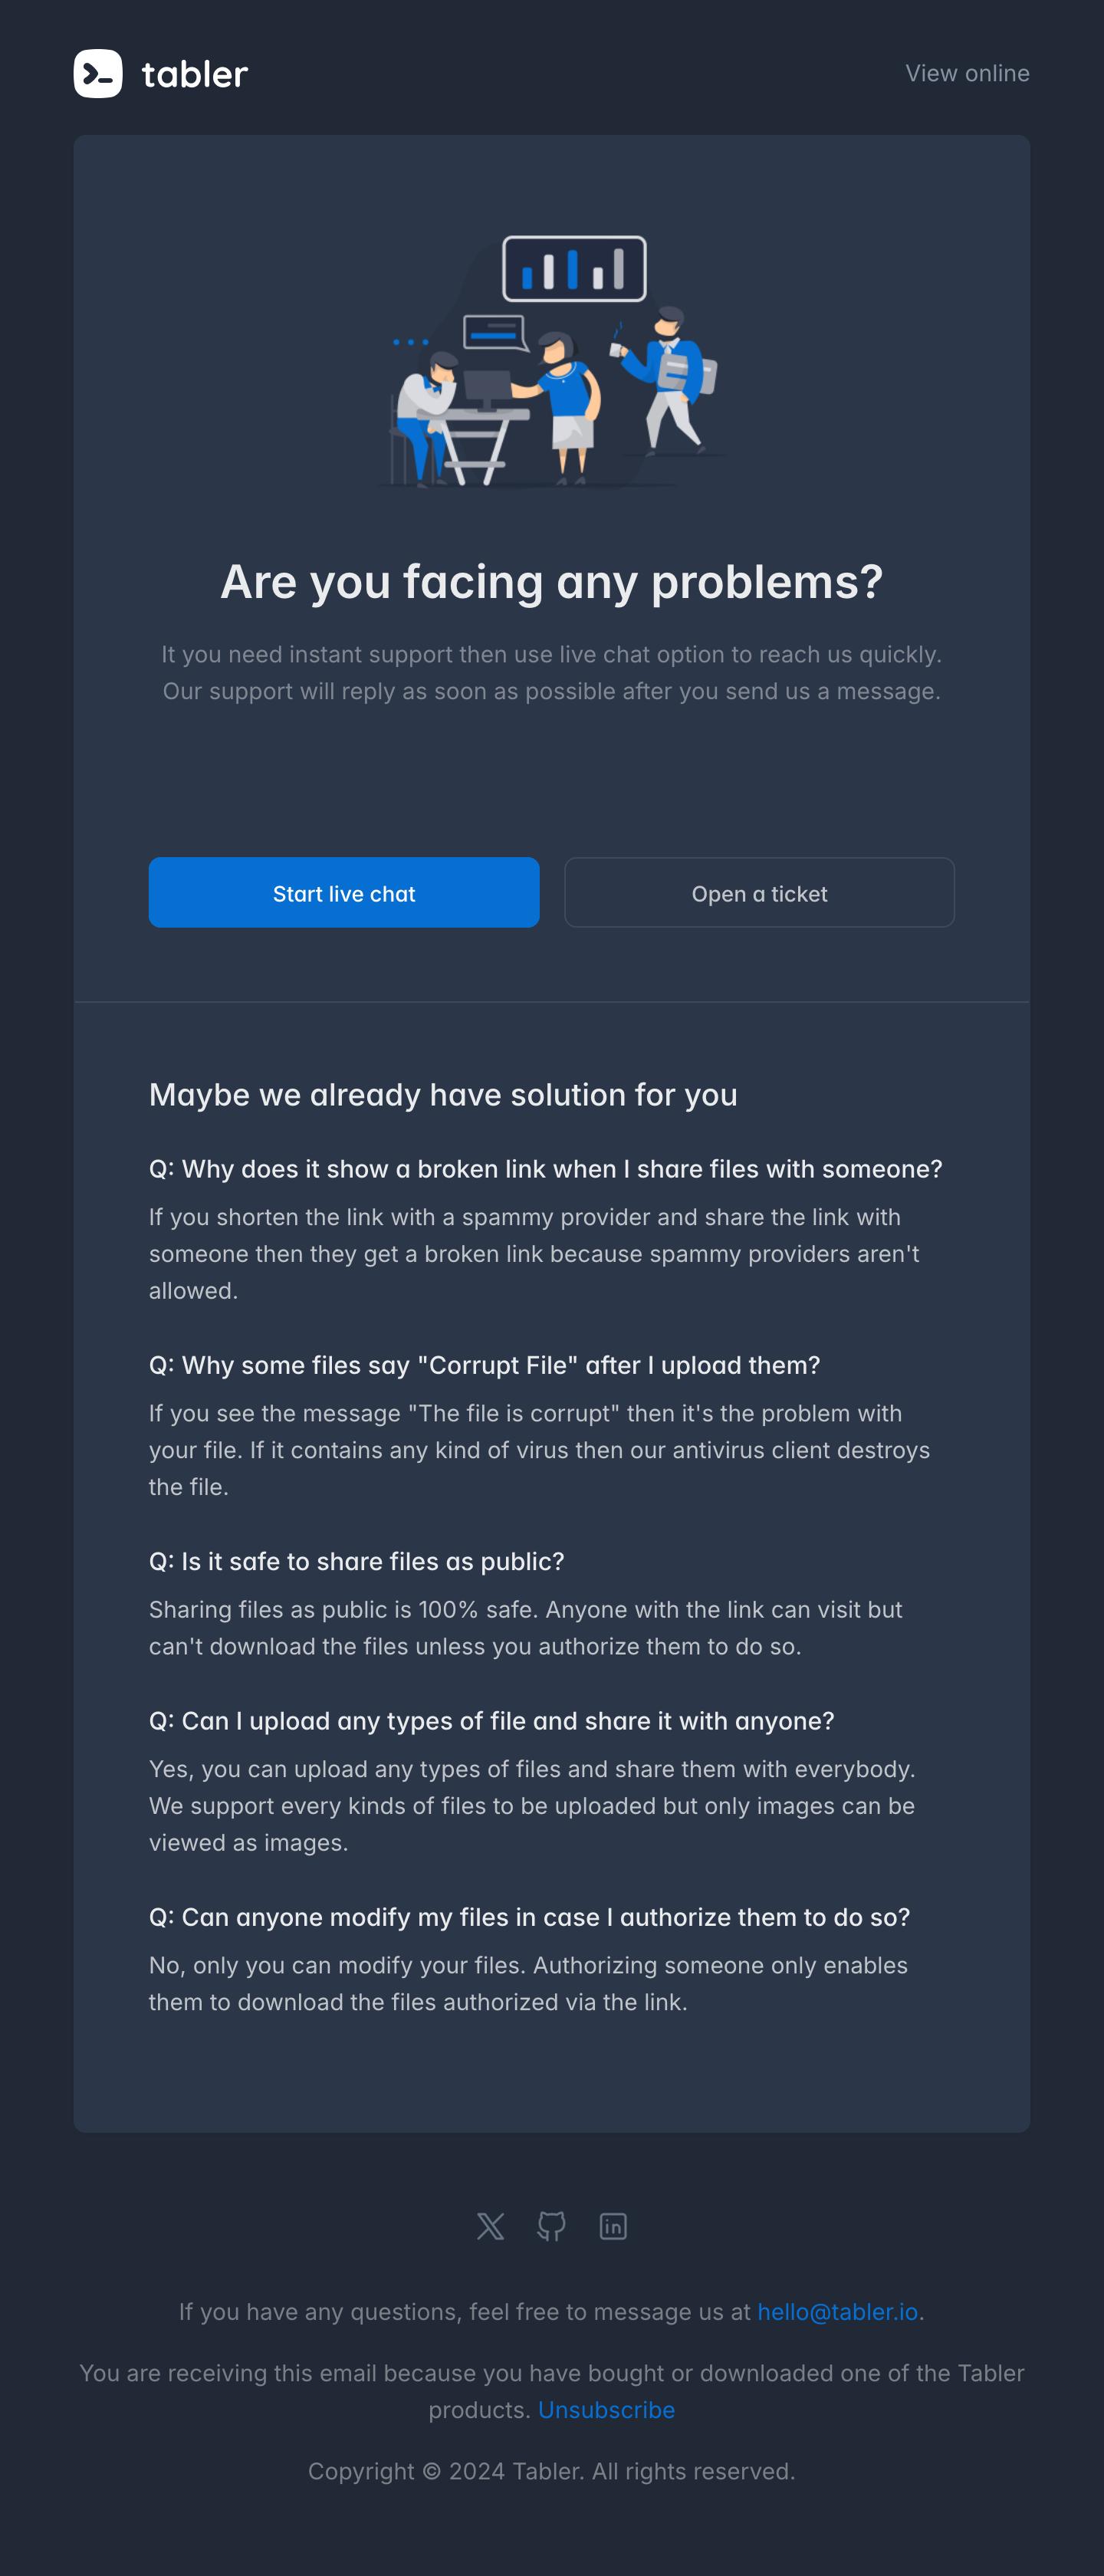 tabler
View online
Are you facing any problems?
It you need instant support then use live chat option to reach us quickly.
Our support will reply as soon as possible after you send us a message.
Start live chat
Open a ticket
Maybe we already have solution for you
Q: Why does it show a broken link when I share files with someone?
If you shorten the link with a spammy provider and share the link with
someone then they get a broken link because spammy providers aren't
allowed.
Q: Why some files say "Corrupt File" after I upload them?
If you see the message "The file is corrupt" then it's the problem with
your file. If it contains any kind of virus then our antivirus client destroys
the file.
Q: Is it safe to share files as public?
Sharing files as public is 100% safe. Anyone with the link can visit but
can't download the files unless you authorize them to do so.
Q: Can I upload any types of file and share it with anyone?
Yes, you can upload any types of files and share them with everybody.
We support every kinds of files to be uploaded but only images can be
viewed as images.
Q: Can anyone modify my files in case I authorize them to do so?
No, only you can modify your files. Authorizing someone only enables
them to download the files authorized via the link.
If you have any questions, feel free to message us at hello@tabler.io.
You are receiving this email because you have bought or downloaded one of the Tabler
products. Unsubscribe
Copyright © 2024 Tabler. All rights reserved.